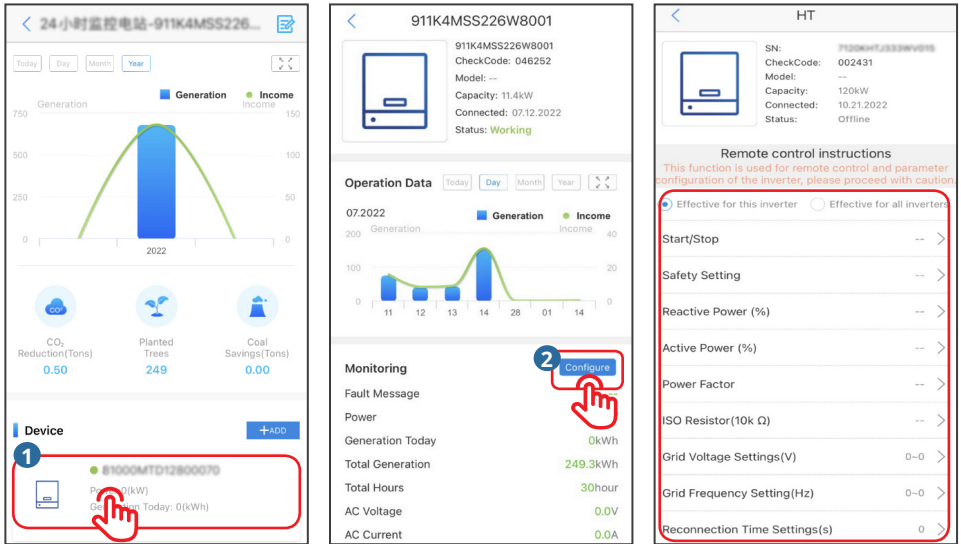 24小时监控电站-911K4MSS226...
Today Day Month Year
Generation Income
Generation Income
750 150
500 100
250 50
0 0
2022
CO₂
CO₂ Reduction(Tons)
0.50
Planted Trees
249
Coal Savings(Tons)
0.00
Device
+ADD
1
81000MTD12800070
Power: 0(kW)
Generation Today: 0(kWh)
911K4MSS226W8001
911K4MSS226W8001
CheckCode: 046252
Model: --
Capacity: 11.4kW
Connected: 07.12.2022
Status: Working
Operation Data Today Day Month Year
07.2022 Generation Income
Generation Income
200 40
100 20
0 0
11 12 13 14 28 01 14
2
Monitoring Configure
Fault Message --
Power
Generation Today 0kWh
Total Generation 249.3kWh
Total Hours 30hour
AC Voltage 0.0V
AC Current 0.0A
HT
SN: 7120KHTJ333WV015
CheckCode: 002431
Model: --
Capacity: 120kW
Connected: 10.21.2022
Status: Offline
Remote control instructions
This function is used for remote control and parameter
configuration of the inverter, please proceed with caution.
Effective for this inverter Effective for all inverters
Start/Stop --
Safety Setting --
Reactive Power (%) --
Active Power (%) --
Power Factor --
ISO Resistor(10k Ω) --
Grid Voltage Settings(V) 0~0
Grid Frequency Setting(Hz) 0~0
Reconnection Time Settings(s) 0